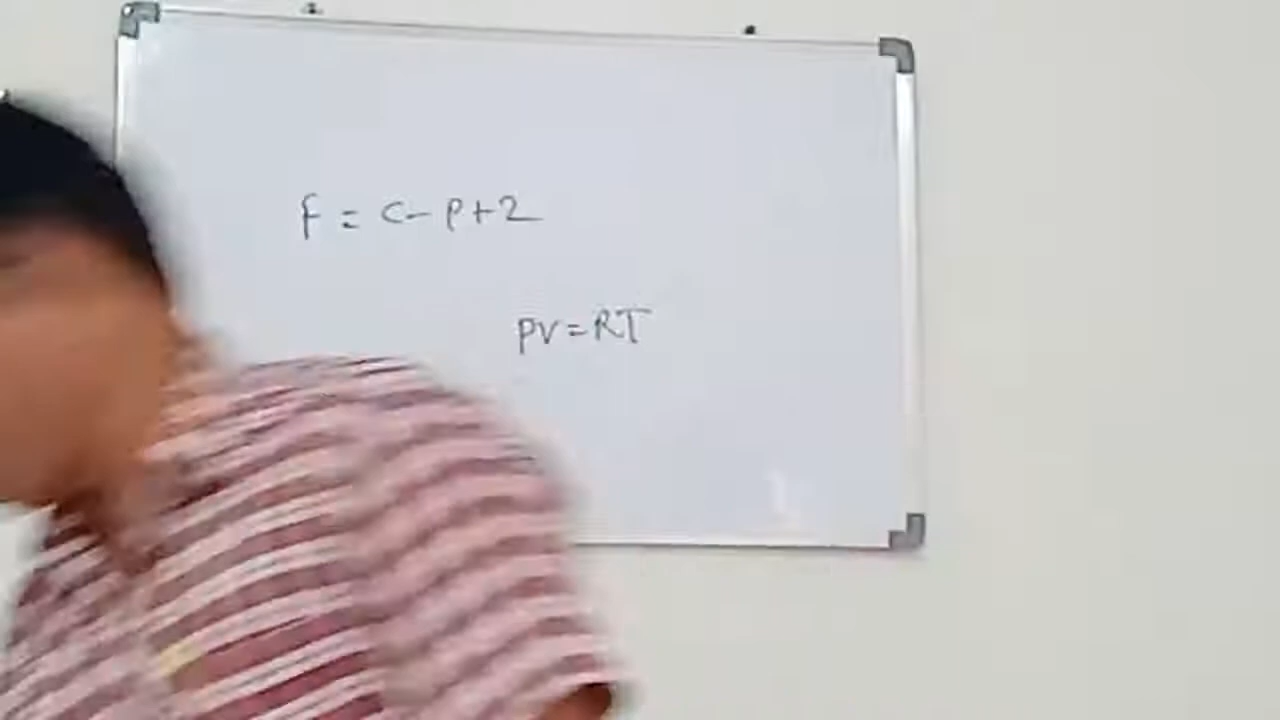 F = C - P + 2
PV = RT